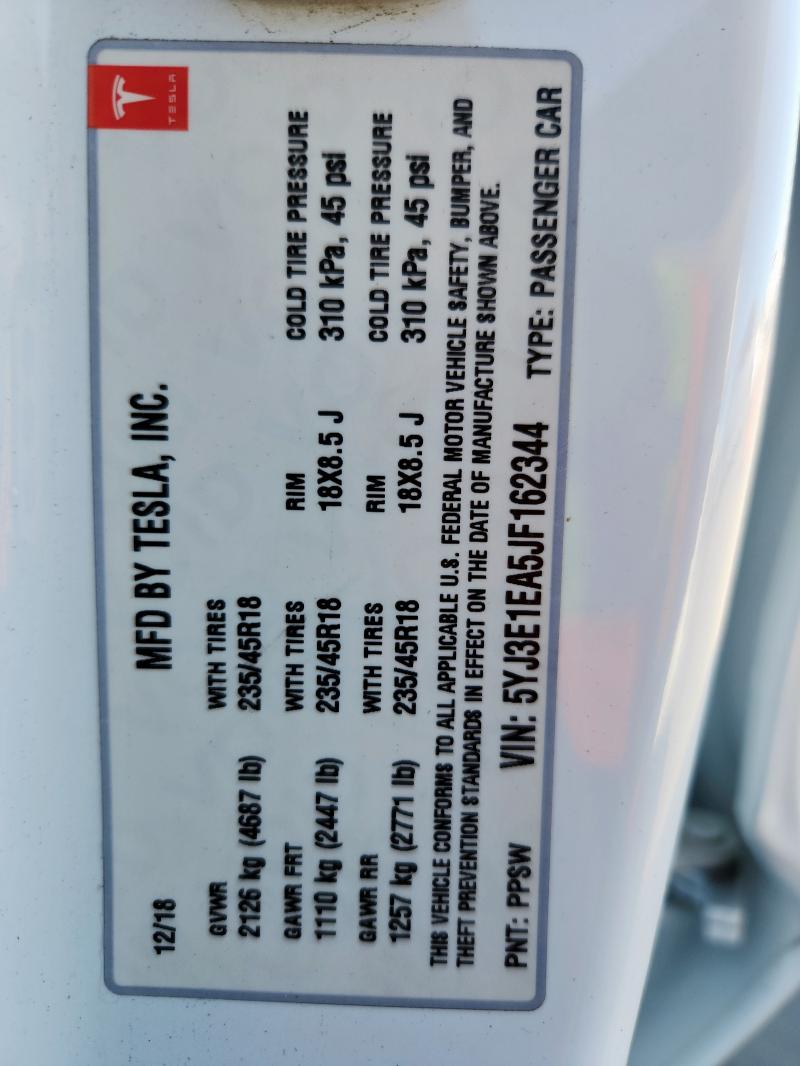 TESLA
MFD BY TESLA, INC.
12/18
GVWR WITH TIRES
2126 kg (4687 lb) 235/45R18
GAWR FRT WITH TIRES RIM COLD TIRE PRESSURE
1110 kg (2447 lb) 235/45R18 18X8.5 J 310 kPa, 45 psi
GAWR RR WITH TIRES RIM COLD TIRE PRESSURE
1257 kg (2771 lb) 235/45R18 18X8.5 J 310 kPa, 45 psi
THIS VEHICLE CONFORMS TO ALL APPLICABLE U.S. FEDERAL MOTOR VEHICLE SAFETY, BUMPER, AND
THEFT PREVENTION STANDARDS IN EFFECT ON THE DATE OF MANUFACTURE SHOWN ABOVE.
PNT: PPSW VIN: 5YJ3E1EA5JF162344 TYPE: PASSENGER CAR